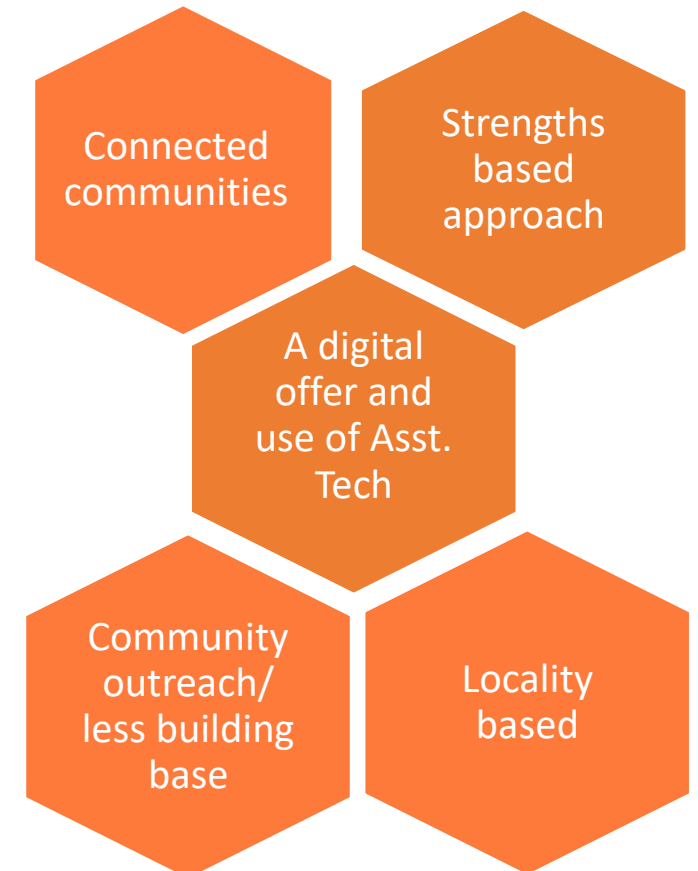 Connected
communities
Strengths
based
approach
A digital
offer and
use of Asst.
Tech
Community
outreach/
less building
base
Locality
based